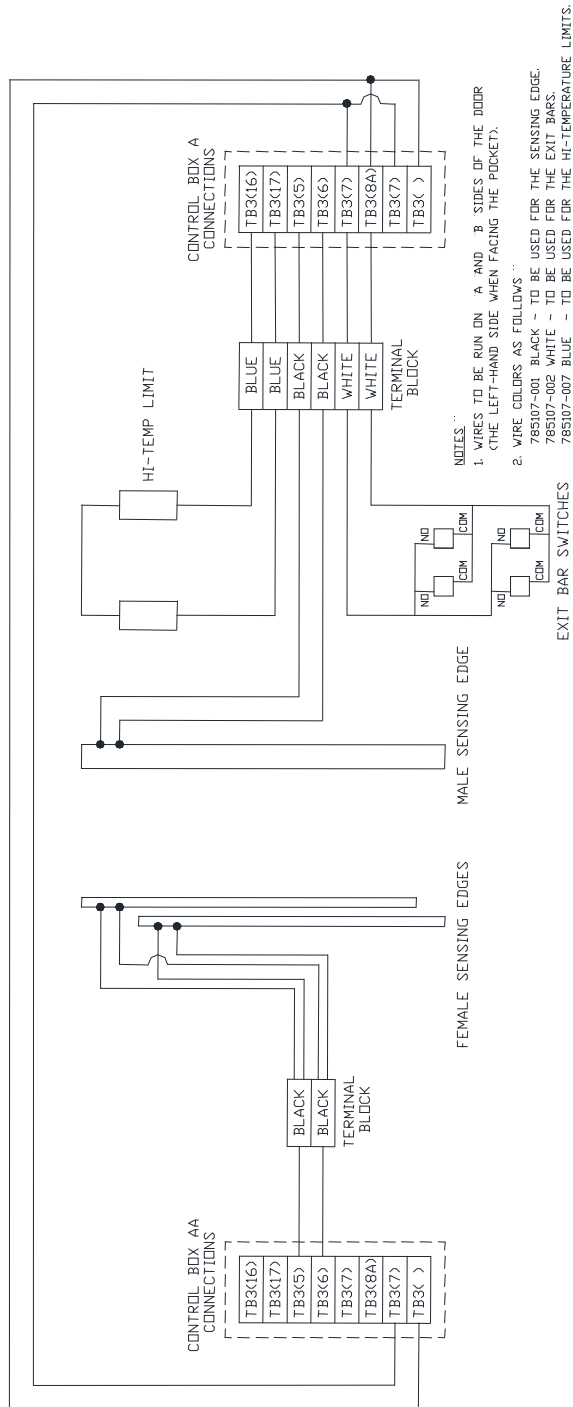 CONTROL BOX AA
CONNECTIONS
TB3(16)
TB3(17)
TB3(5)
TB3(6)
TB3(7)
TB3(8A)
TB3(7)
TB3( )
BLACK
BLACK
TERMINAL
BLOCK
FEMALE SENSING EDGES
MALE SENSING EDGE
HI-TEMP LIMIT
NO
NO
COM
COM
NO
NO
COM
COM
EXIT BAR SWITCHES
BLUE
BLUE
BLACK
BLACK
WHITE
WHITE
TERMINAL
BLOCK
CONTROL BOX A
CONNECTIONS
TB3(16)
TB3(17)
TB3(5)
TB3(6)
TB3(7)
TB3(8A)
TB3(7)
TB3( )
NOTES¨
1. WIRES TO BE RUN ON ¨A¨ AND ¨B¨ SIDES OF THE DOOR
(THE LEFT-HAND SIDE WHEN FACING THE POCKET).
2. WIRE COLORS AS FOLLOWS¨
785107-001 BLACK - TO BE USED FOR THE SENSING EDGE.
785107-002 WHITE - TO BE USED FOR THE EXIT BARS.
785107-007 BLUE - TO BE USED FOR THE HI-TEMPERATURE LIMITS.